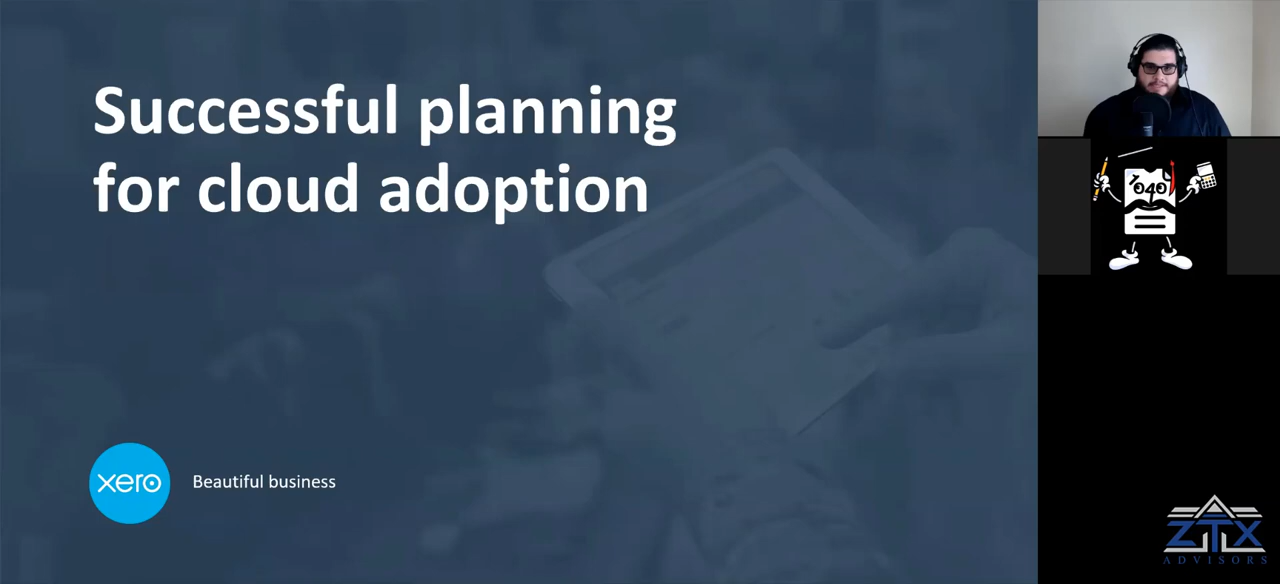 Successful planning
for cloud adoption
xero
Beautiful business
1040
ZTX
ADVISORS